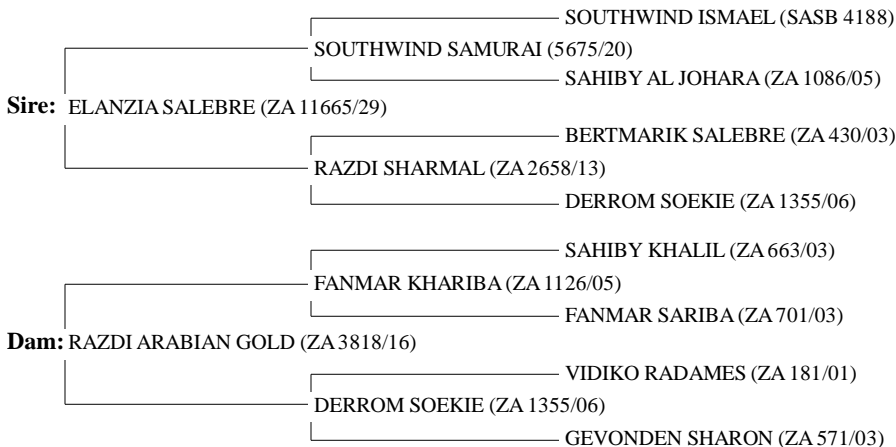 SOUTHWIND ISMAEL (SASB 4188)
SOUTHWIND SAMURAI (5675/20)
SAHIBY AL JOHARA (ZA 1086/05)
Sire: ELANZIA SALEBRE (ZA 11665/29)
BERTMARIK SALEBRE (ZA 430/03)
RAZDI SHARMAL (ZA 2658/13)
DERROM SOEKIE (ZA 1355/06)
SAHIBY KHALIL (ZA 663/03)
FANMAR KHARIBA (ZA 1126/05)
FANMAR SARIBA (ZA 701/03)
Dam: RAZDI ARABIAN GOLD (ZA 3818/16)
VIDIKO RADAMES (ZA 181/01)
DERROM SOEKIE (ZA 1355/06)
GEVONDEN SHARON (ZA 571/03)